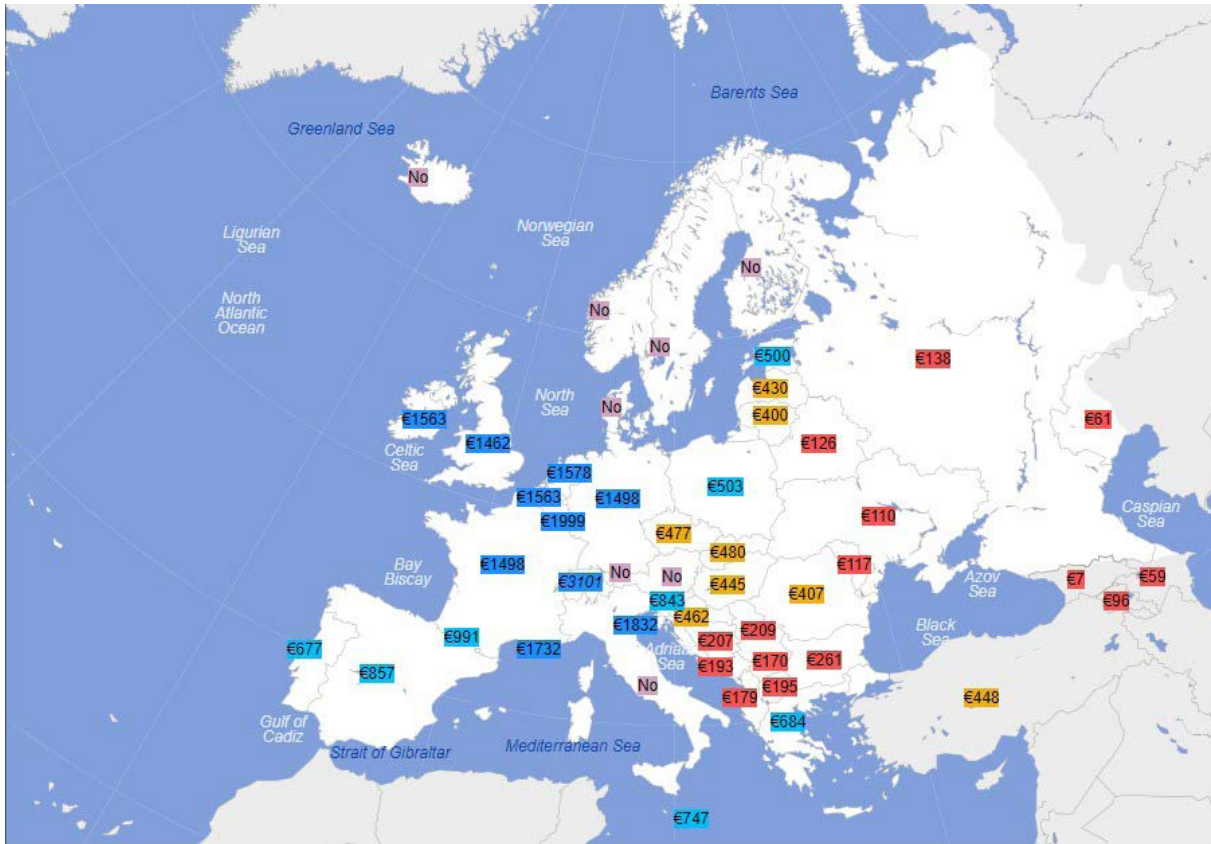 Barents Sea
Greenland Sea
No
Norwegian
Sea
Ligurian
Sea
No
North
Atlantic
Ocean
No
No
€500
€138
€430
North
Sea
No
€400
€1563
€61
€1462
€126
Celtic
Sea
€1578
€503
€1563
€1498
€1999
€110
Caspian
Sea
€477
€480
€1498
Bay
Biscay
€117
No
No
€3101
€445
€407
Azov
Sea
€7
€59
€96
€843
€462
€1832
€209
Black
Sea
€991
€207
€677
€1732
Adriati
Sea
€857
€193
€170
€261
€195
No
€179
€448
Gulf of
Cadiz
€684
Strait of Gibraltar
Mediterranean Sea
€747